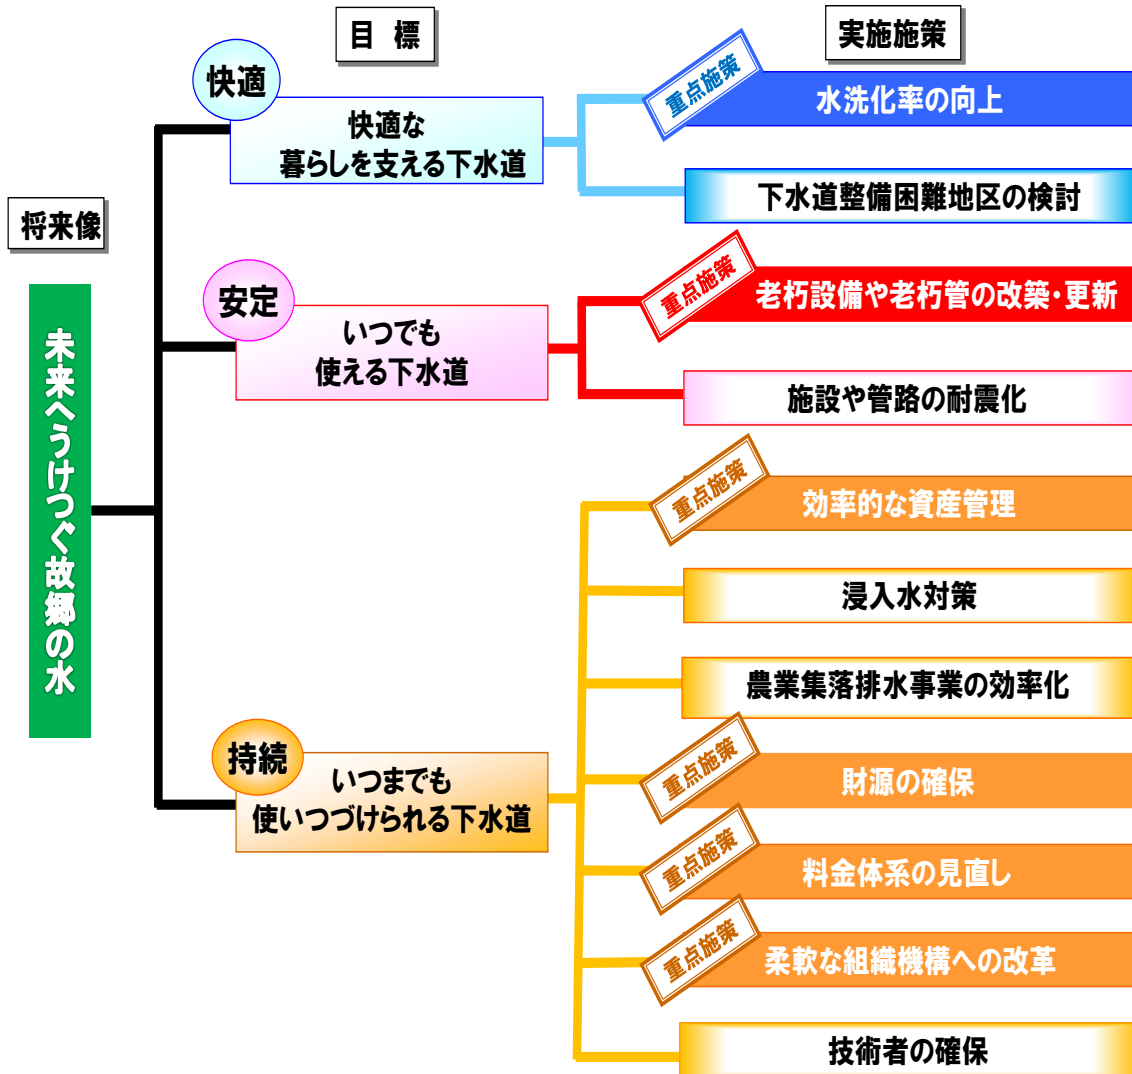 目 標
実施施策
将来像
未来へうけつぐ故郷の水
快適
快適な
暮らしを支える下水道
重点施策
水洗化率の向上
下水道整備困難地区の検討
安定
いつでも
使える下水道
重点施策
老朽設備や老朽管の改築・更新
施設や管路の耐震化
持続
いつまでも
使いつづけられる下水道
重点施策
効率的な資産管理
浸入水対策
農業集落排水事業の効率化
重点施策
財源の確保
重点施策
料金体系の見直し
重点施策
柔軟な組織機構への改革
技術者の確保